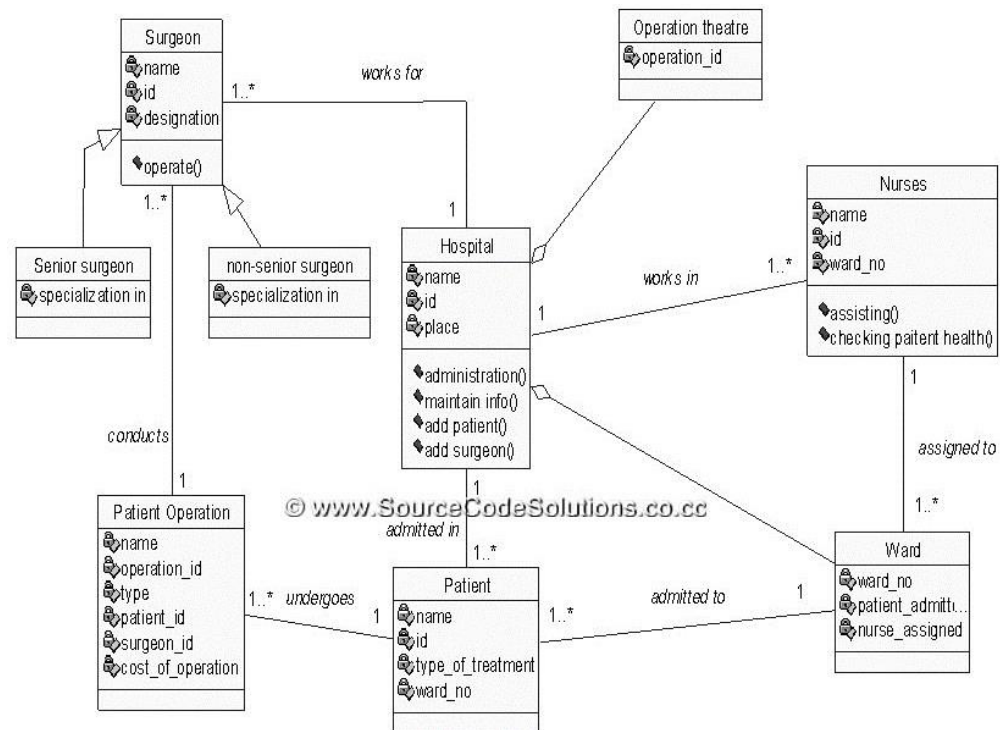 Surgeon
name
id
designation
operate()
works for
1..*
1
Operation theatre
operation_id
Senior surgeon
specialization in
non-senior surgeon
specialization in
1..*
Hospital
name
id
place
administration()
maintain info()
add patient()
add surgeon()
works in
1
1..*
Nurses
name
id
ward_no
assisting()
checking paitent health()
1
assigned to
1..*
conducts
1
© www.SourceCodeSolutions.co.cc
Patient Operation
name
operation_id
type
patient_id
surgeon_id
cost_of_operation
1
admitted in
1..*
1..*
undergoes
1
Patient
name
id
type_of_treatment
ward_no
1..*
admitted to
1
Ward
ward_no
patient_admitt...
nurse_assigned